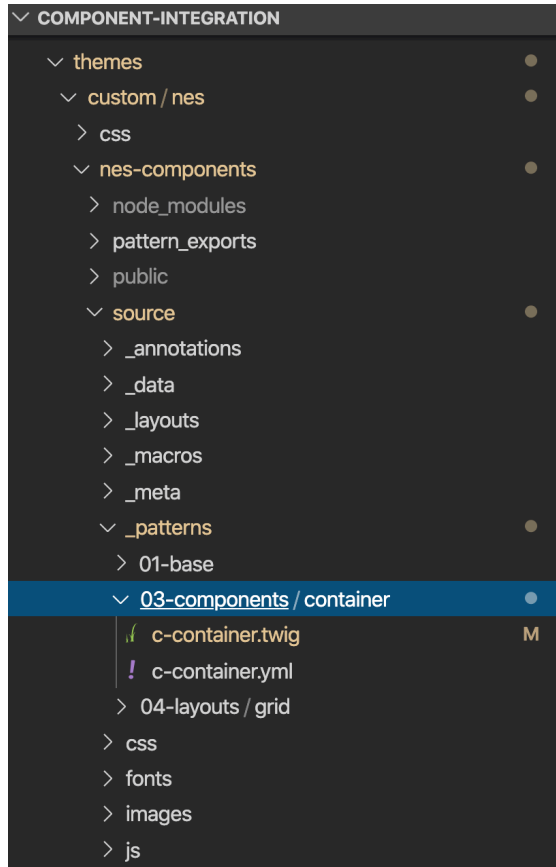 COMPONENT-INTEGRATION
themes
custom / nes
css
nes-components
node_modules
pattern_exports
public
source
_annotations
_data
_layouts
_macros
_meta
_patterns
01-base
03-components / container
c-container.twig M
! c-container.yml
04-layouts / grid
css
fonts
images
js